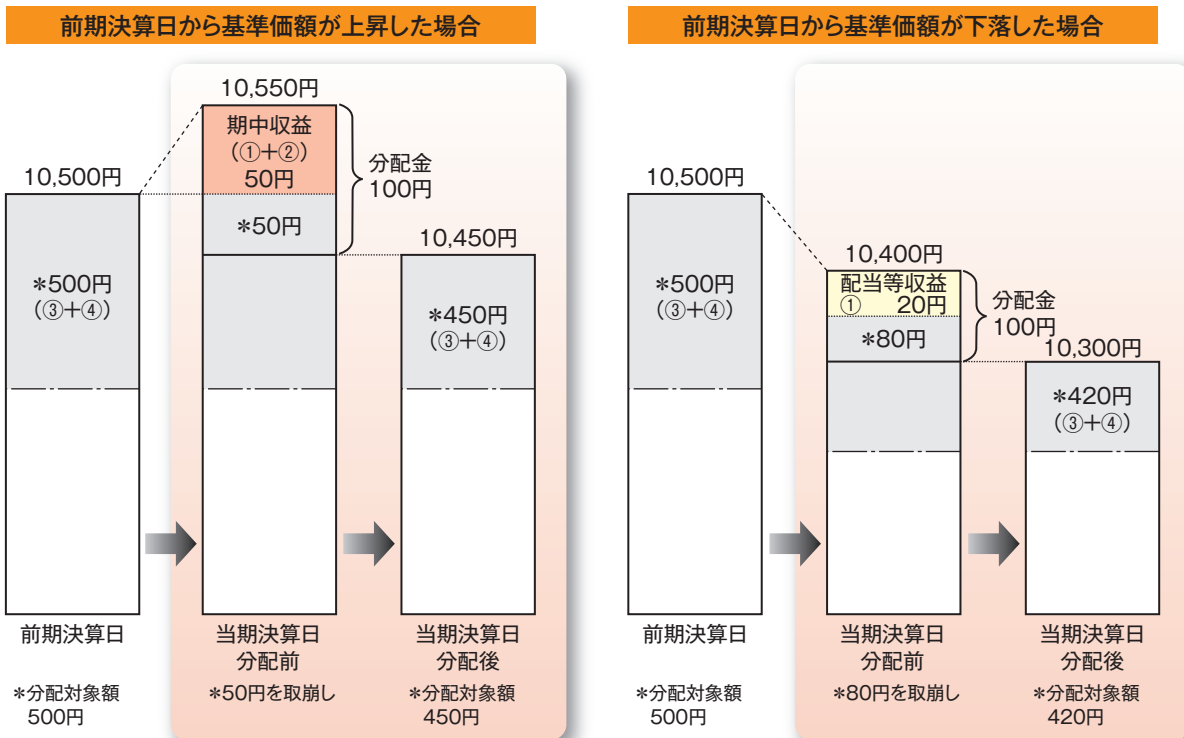 前期決算日から基準価額が上昇した場合
10,550円
期中収益
（①＋②）
50円
分配金
100円
10,500円
＊50円
10,450円
＊500円
（③＋④）
＊450円
（③＋④）
前期決算日
当期決算日
分配前
当期決算日
分配後
＊分配対象額
500円
＊50円を取崩し
＊分配対象額
450円
前期決算日から基準価額が下落した場合
10,500円
10,400円
＊500円
（③＋④）
配当等収益
① 20円
分配金
100円
＊80円
10,300円
＊420円
（③＋④）
前期決算日
当期決算日
分配前
当期決算日
分配後
＊分配対象額
500円
＊80円を取崩し
＊分配対象額
420円